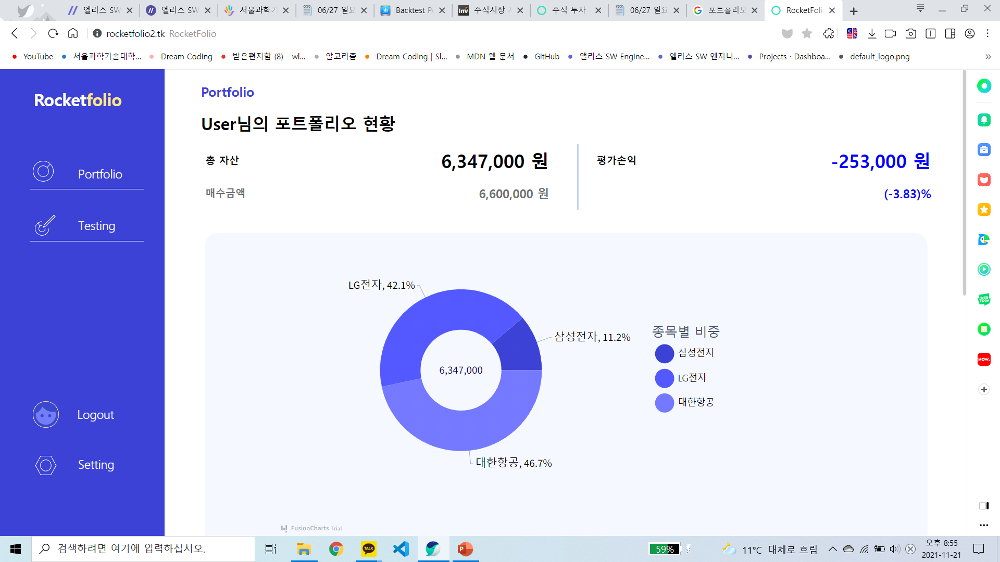 엘리스 SW
엘리스 SW
서울과학기
06/27 일요
Backtest Po
주식시장
주식 투자
06/27 일요
포트폴리오
RocketFoli
rocketfolio2.tk RocketFolio
YouTube
서울과학기술대학...
Dream Coding
받은편지함 (8) - wl...
알고리즘
Dream Coding | Sl...
MDN 웹 문서
GitHub
앨리스 SW Engine...
엘리스 SW 엔지니...
Projects · Dashboa...
default_logo.png
Rocketfolio
Portfolio
Testing
Logout
Setting
Portfolio
User님의 포트폴리오 현황
총 자산
6,347,000 원
매수금액
6,600,000 원
평가손익
-253,000 원
(-3.83)%
LG전자, 42.1%
삼성전자, 11.2%
6,347,000
대한항공, 46.7%
종목별 비중
삼성전자
LG전자
대한항공
FusionCharts Trial
WEB
TOON
NOW.
검색하려면 여기에 입력하십시오.
TALK
59%
11°C 대체로 흐림
오후 8:55
2021-11-21